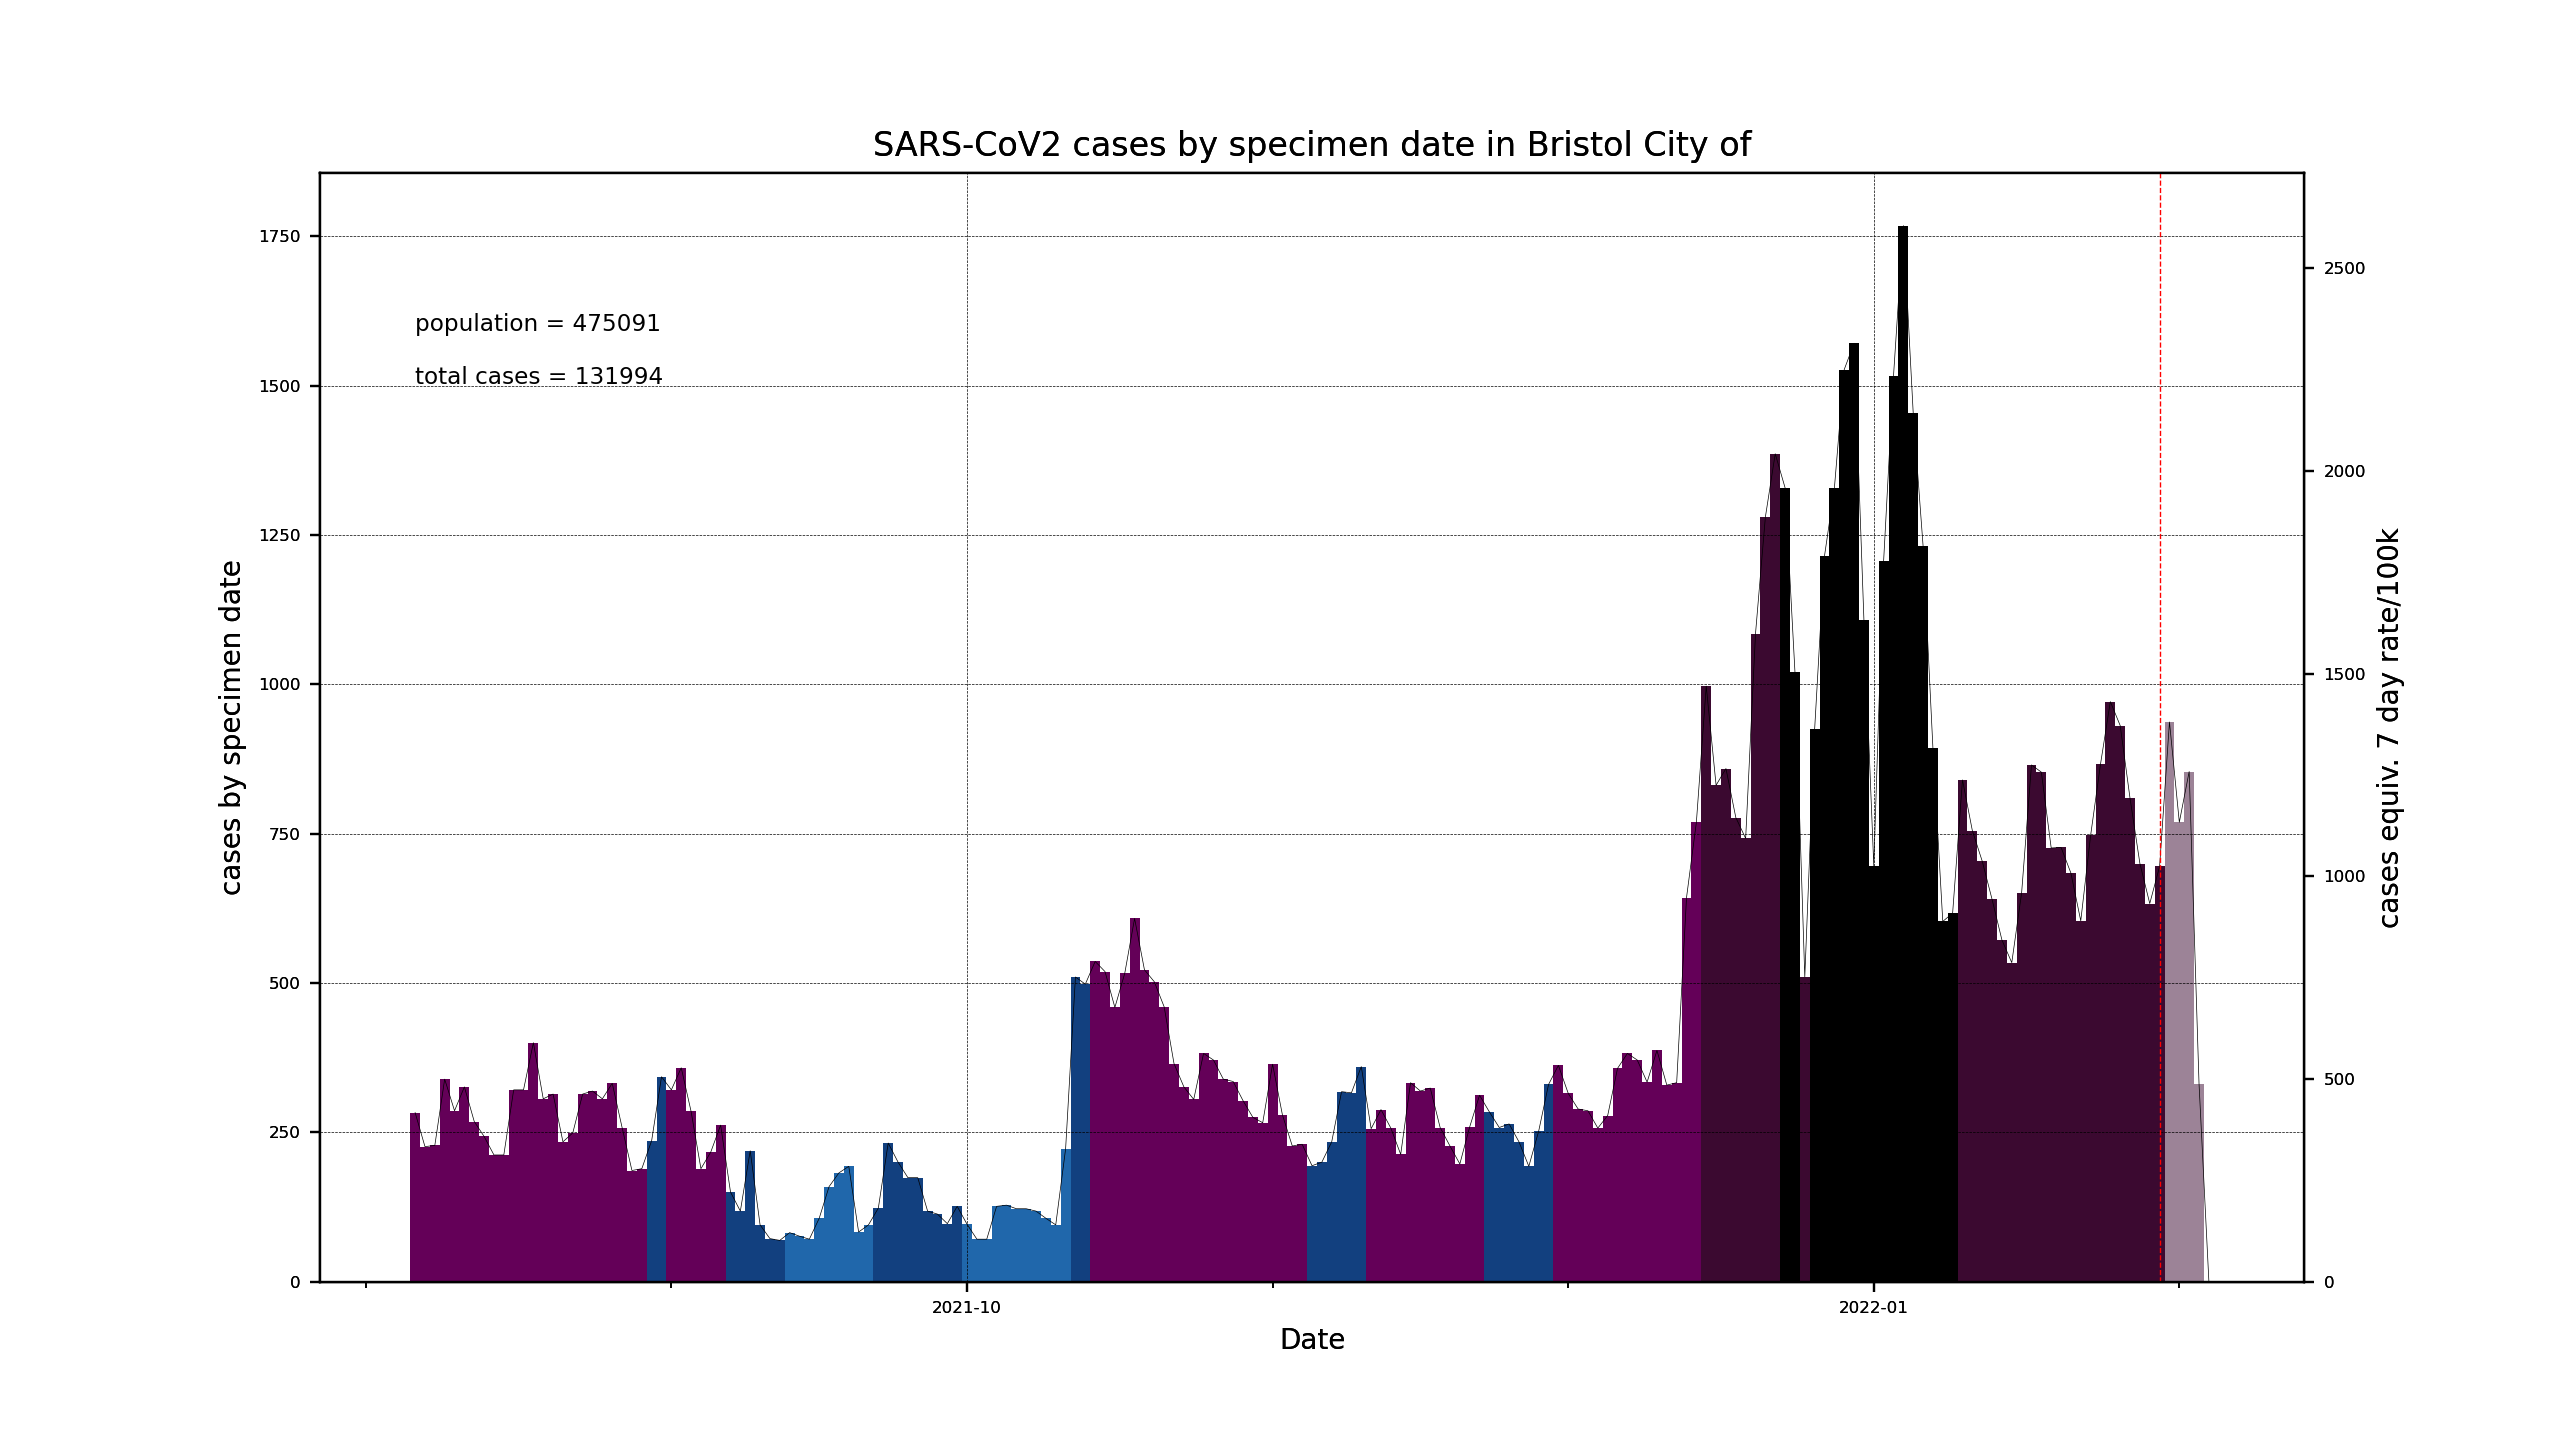 SARS-CoV2 cases by specimen date in Bristol City of
population = 475091
total cases = 131994
cases by specimen date
1750
1500
1250
1000
750
500
250
0
2500
2000
1500
1000
500
0
cases equiv. 7 day rate/100k
2021-10
2022-01
Date